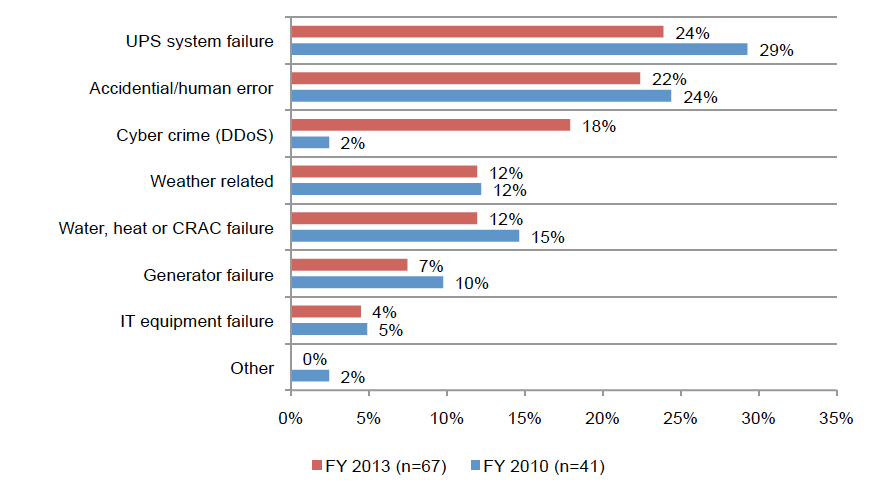 UPS system failure
24%
29%
Accidential/human error
22%
24%
Cyber crime (DDoS)
18%
2%
Weather related
12%
12%
Water, heat or CRAC failure
12%
15%
Generator failure
7%
10%
IT equipment failure
4%
5%
Other
0%
2%
0% 5% 10% 15% 20% 25% 30% 35%
FY 2013 (n=67) FY 2010 (n=41)